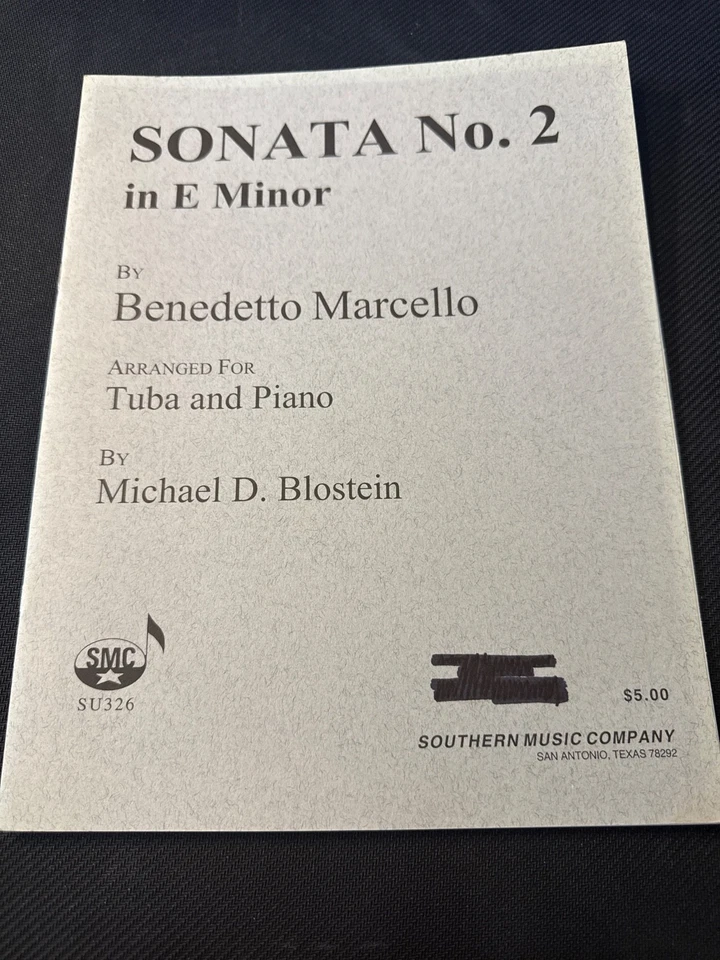 SONATA No. 2
in E Minor
BY
Benedetto Marcello
ARRANGED FOR
Tuba and Piano
BY
Michael D. Blostein
SMC
SU326
$5.00
SOUTHERN MUSIC COMPANY
SAN ANTONIO, TEXAS 78292